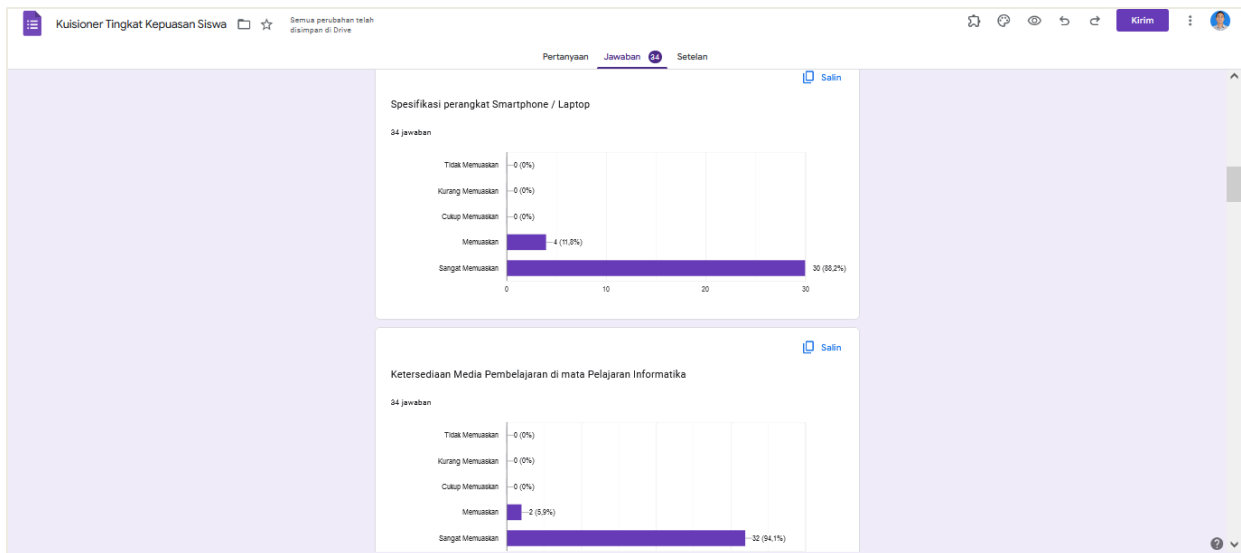 Kuisioner Tingkat Kepuasan Siswa
Semua perubahan telah
disimpan di Drive
Kirim
Pertanyaan Jawaban 34 Setelan
Salin
Spesifikasi perangkat Smartphone / Laptop
34 jawaban
Tidak Memuaskan 0 (0%)
Kurang Memuaskan 0 (0%)
Cukup Memuaskan 0 (0%)
Memuaskan 4 (11,8%)
Sangat Memuaskan 30 (88,2%)
0 10 20 30
Salin
Ketersediaan Media Pembelajaran di mata Pelajaran Informatika
34 jawaban
Tidak Memuaskan 0 (0%)
Kurang Memuaskan 0 (0%)
Cukup Memuaskan 0 (0%)
Memuaskan 2 (5,9%)
Sangat Memuaskan 32 (94,1%)